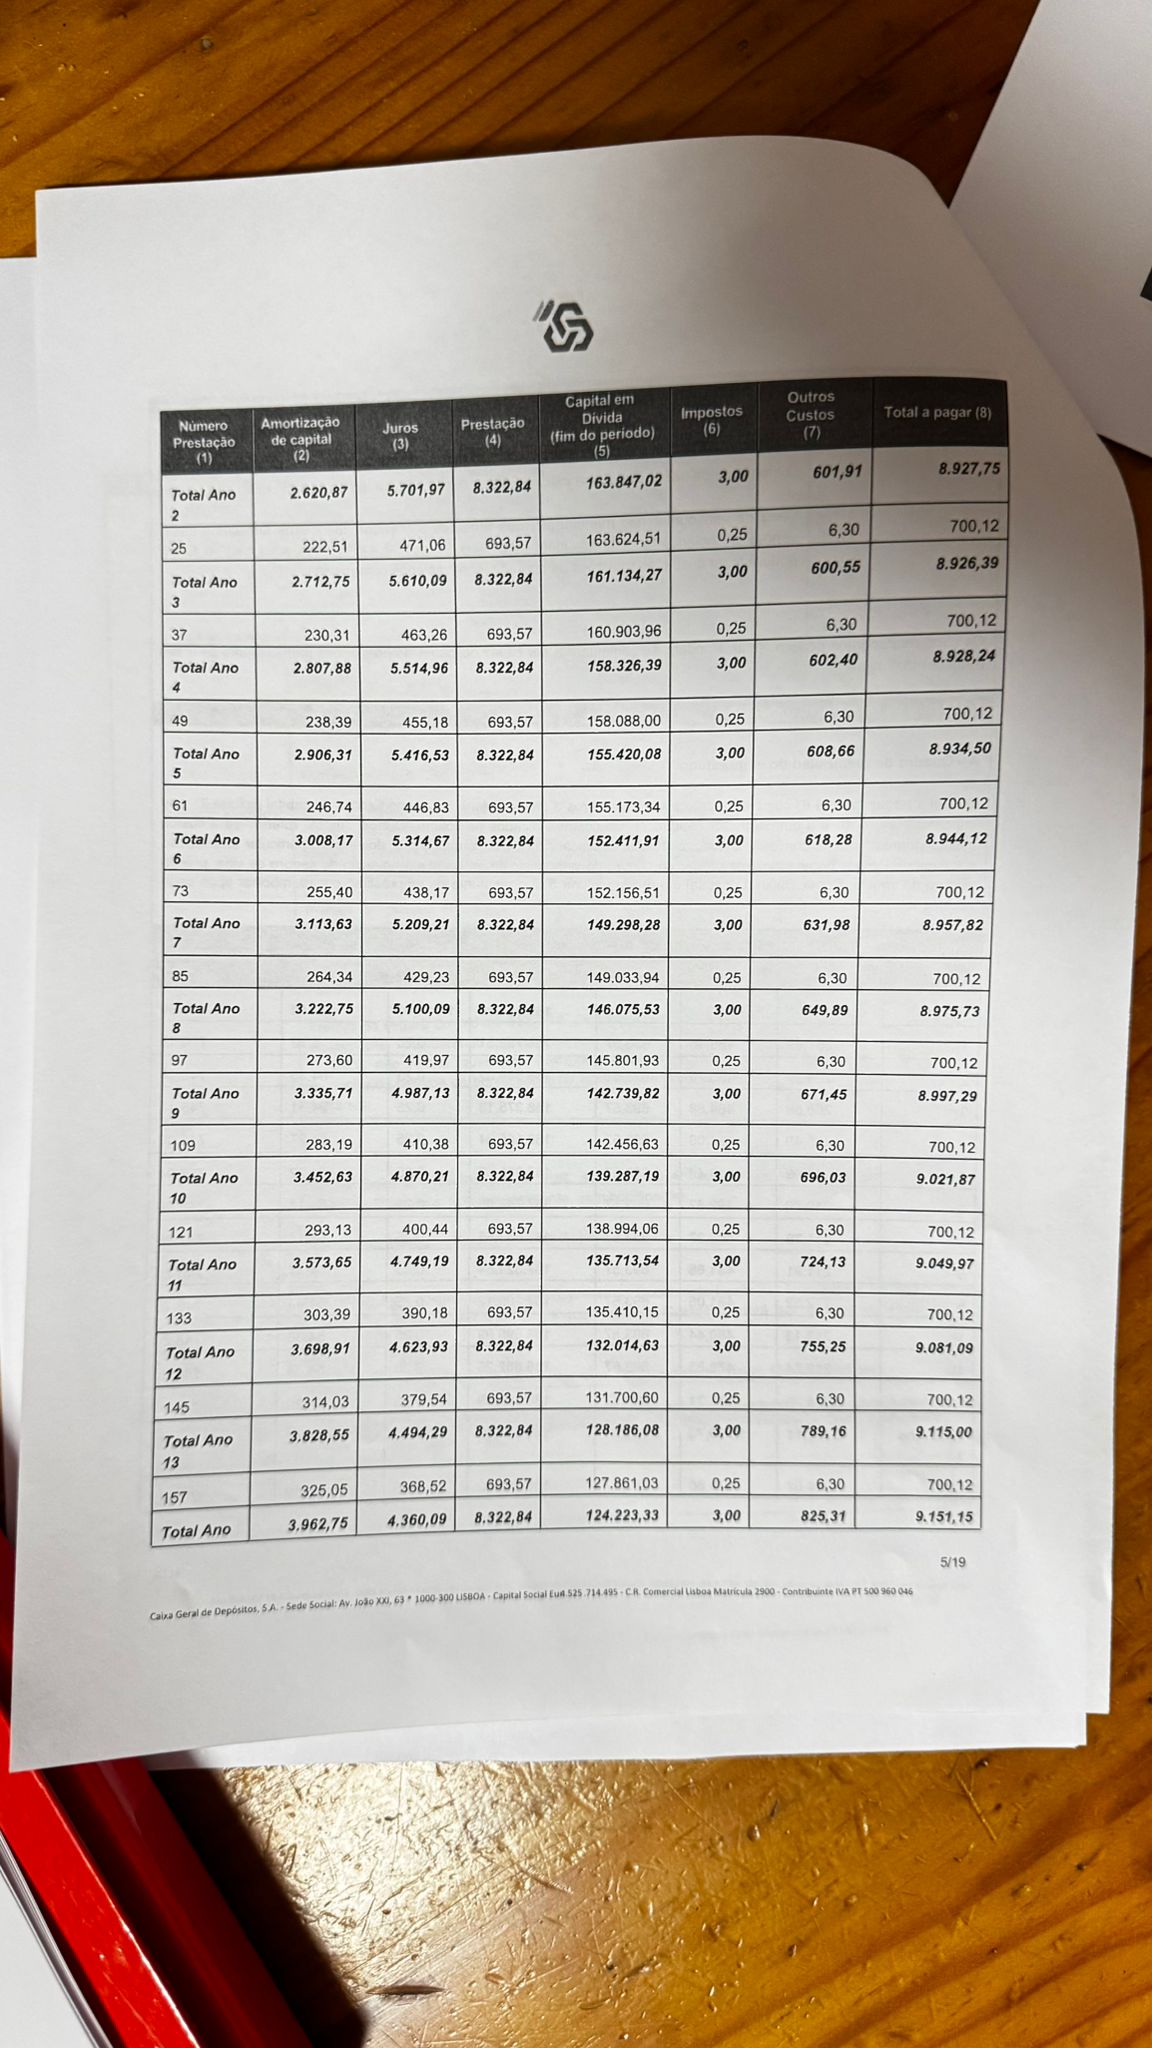 Número Prestação (1) | Amortização de capital (2) | Juros (3) | Prestação (4) | Capital em Dívida (fim do período) (5) | Impostos (6) | Outros Custos (7) | Total a pagar (8)
Total Ano 2 | 2.620,87 | 5.701,97 | 8.322,84 | 163.847,02 | 3,00 | 601,91 | 8.927,75
25 | 222,51 | 471,06 | 693,57 | 163.624,51 | 0,25 | 6,30 | 700,12
Total Ano 3 | 2.712,75 | 5.610,09 | 8.322,84 | 161.134,27 | 3,00 | 600,55 | 8.926,39
37 | 230,31 | 463,26 | 693,57 | 160.903,96 | 0,25 | 6,30 | 700,12
Total Ano 4 | 2.807,88 | 5.514,96 | 8.322,84 | 158.326,39 | 3,00 | 602,40 | 8.928,24
49 | 238,39 | 455,18 | 693,57 | 158.088,00 | 0,25 | 6,30 | 700,12
Total Ano 5 | 2.906,31 | 5.416,53 | 8.322,84 | 155.420,08 | 3,00 | 608,66 | 8.934,50
61 | 246,74 | 446,83 | 693,57 | 155.173,34 | 0,25 | 6,30 | 700,12
Total Ano 6 | 3.008,17 | 5.314,67 | 8.322,84 | 152.411,91 | 3,00 | 618,28 | 8.944,12
73 | 255,40 | 438,17 | 693,57 | 152.156,51 | 0,25 | 6,30 | 700,12
Total Ano 7 | 3.113,63 | 5.209,21 | 8.322,84 | 149.298,28 | 3,00 | 631,98 | 8.957,82
85 | 264,34 | 429,23 | 693,57 | 149.033,94 | 0,25 | 6,30 | 700,12
Total Ano 8 | 3.222,75 | 5.100,09 | 8.322,84 | 146.075,53 | 3,00 | 649,89 | 8.975,73
97 | 273,60 | 419,97 | 693,57 | 145.801,93 | 0,25 | 6,30 | 700,12
Total Ano 9 | 3.335,71 | 4.987,13 | 8.322,84 | 142.739,82 | 3,00 | 671,45 | 8.997,29
109 | 283,19 | 410,38 | 693,57 | 142.456,63 | 0,25 | 6,30 | 700,12
Total Ano 10 | 3.452,63 | 4.870,21 | 8.322,84 | 139.287,19 | 3,00 | 696,03 | 9.021,87
121 | 293,13 | 400,44 | 693,57 | 138.994,06 | 0,25 | 6,30 | 700,12
Total Ano 11 | 3.573,65 | 4.749,19 | 8.322,84 | 135.713,54 | 3,00 | 724,13 | 9.049,97
133 | 303,39 | 390,18 | 693,57 | 135.410,15 | 0,25 | 6,30 | 700,12
Total Ano 12 | 3.698,91 | 4.623,93 | 8.322,84 | 132.014,63 | 3,00 | 755,25 | 9.081,09
145 | 314,03 | 379,54 | 693,57 | 131.700,60 | 0,25 | 6,30 | 700,12
Total Ano 13 | 3.828,55 | 4.494,29 | 8.322,84 | 128.186,08 | 3,00 | 789,16 | 9.115,00
157 | 325,05 | 368,52 | 693,57 | 127.861,03 | 0,25 | 6,30 | 700,12
Total Ano | 3.962,75 | 4.360,09 | 8.322,84 | 124.223,33 | 3,00 | 825,31 | 9.151,15
5/19
Caixa Geral de Depósitos, S.A. - Sede Social: Av. João XXI, 63 * 1000-300 LISBOA - Capital Social Eur4.525.714.495 - C.R. Comercial Lisboa Matrícula 2900 - Contribuinte IVA PT 500 960 046